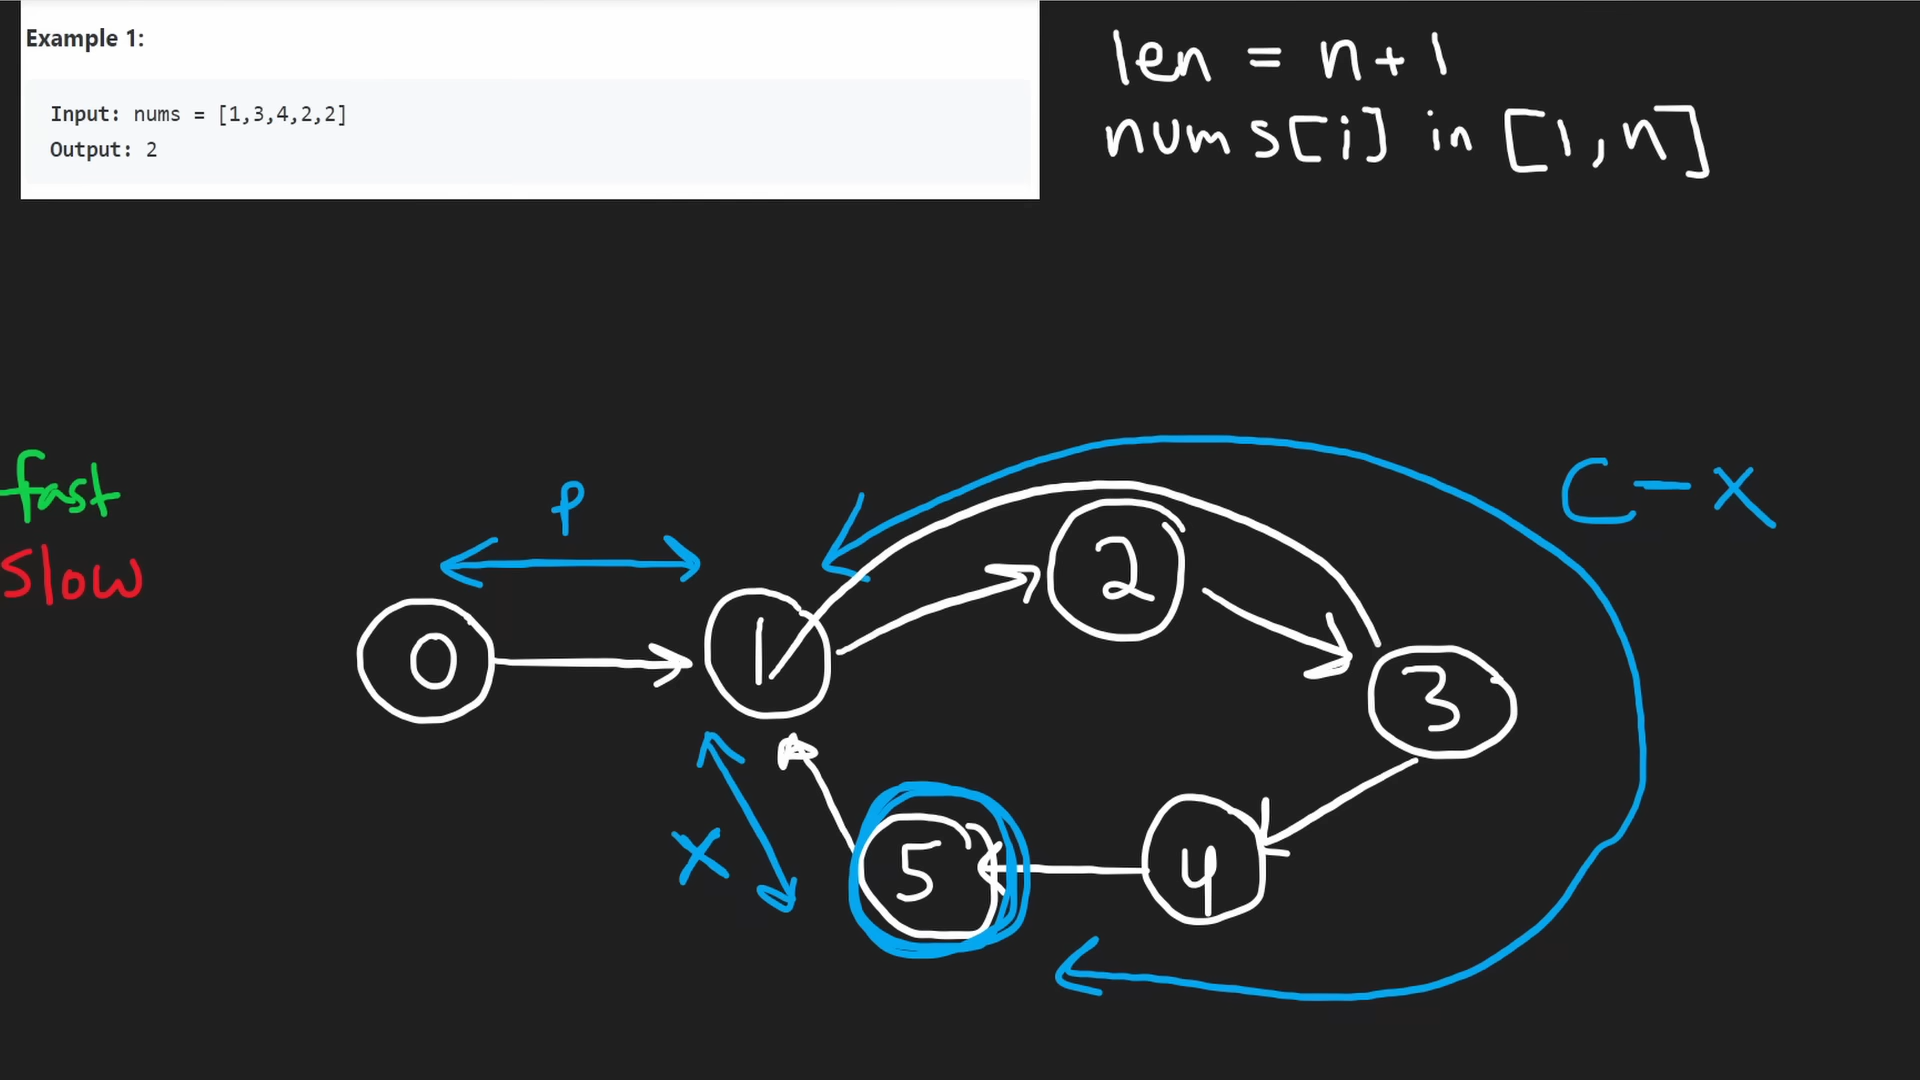 Example 1:
Input: nums = [1,3,4,2,2]
Output: 2
len = n+1
nums[i] in [1,n]
fast
Slow
P
C-x
0
1
2
3
4
5
x